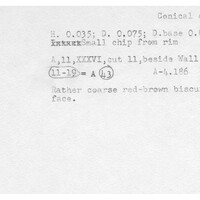 Conical
H. 0.035; D. 0.075; D.base 0.0
Small chip from rim
A,11,XXXVI,cut 11,beside Wall
11-19 = A 43 A-4.186
Rather coarse red-brown biscu
face.